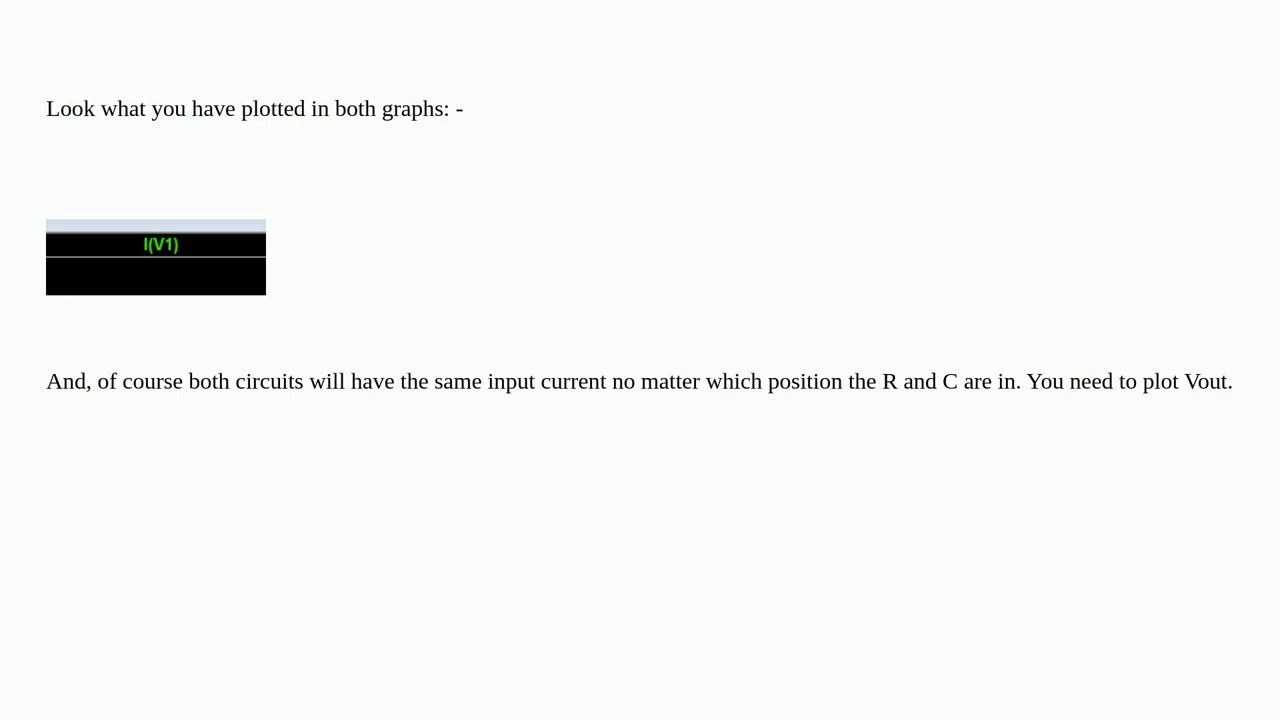 Look what you have plotted in both graphs: -
I(V1)
And, of course both circuits will have the same input current no matter which position the R and C are in. You need to plot Vout.